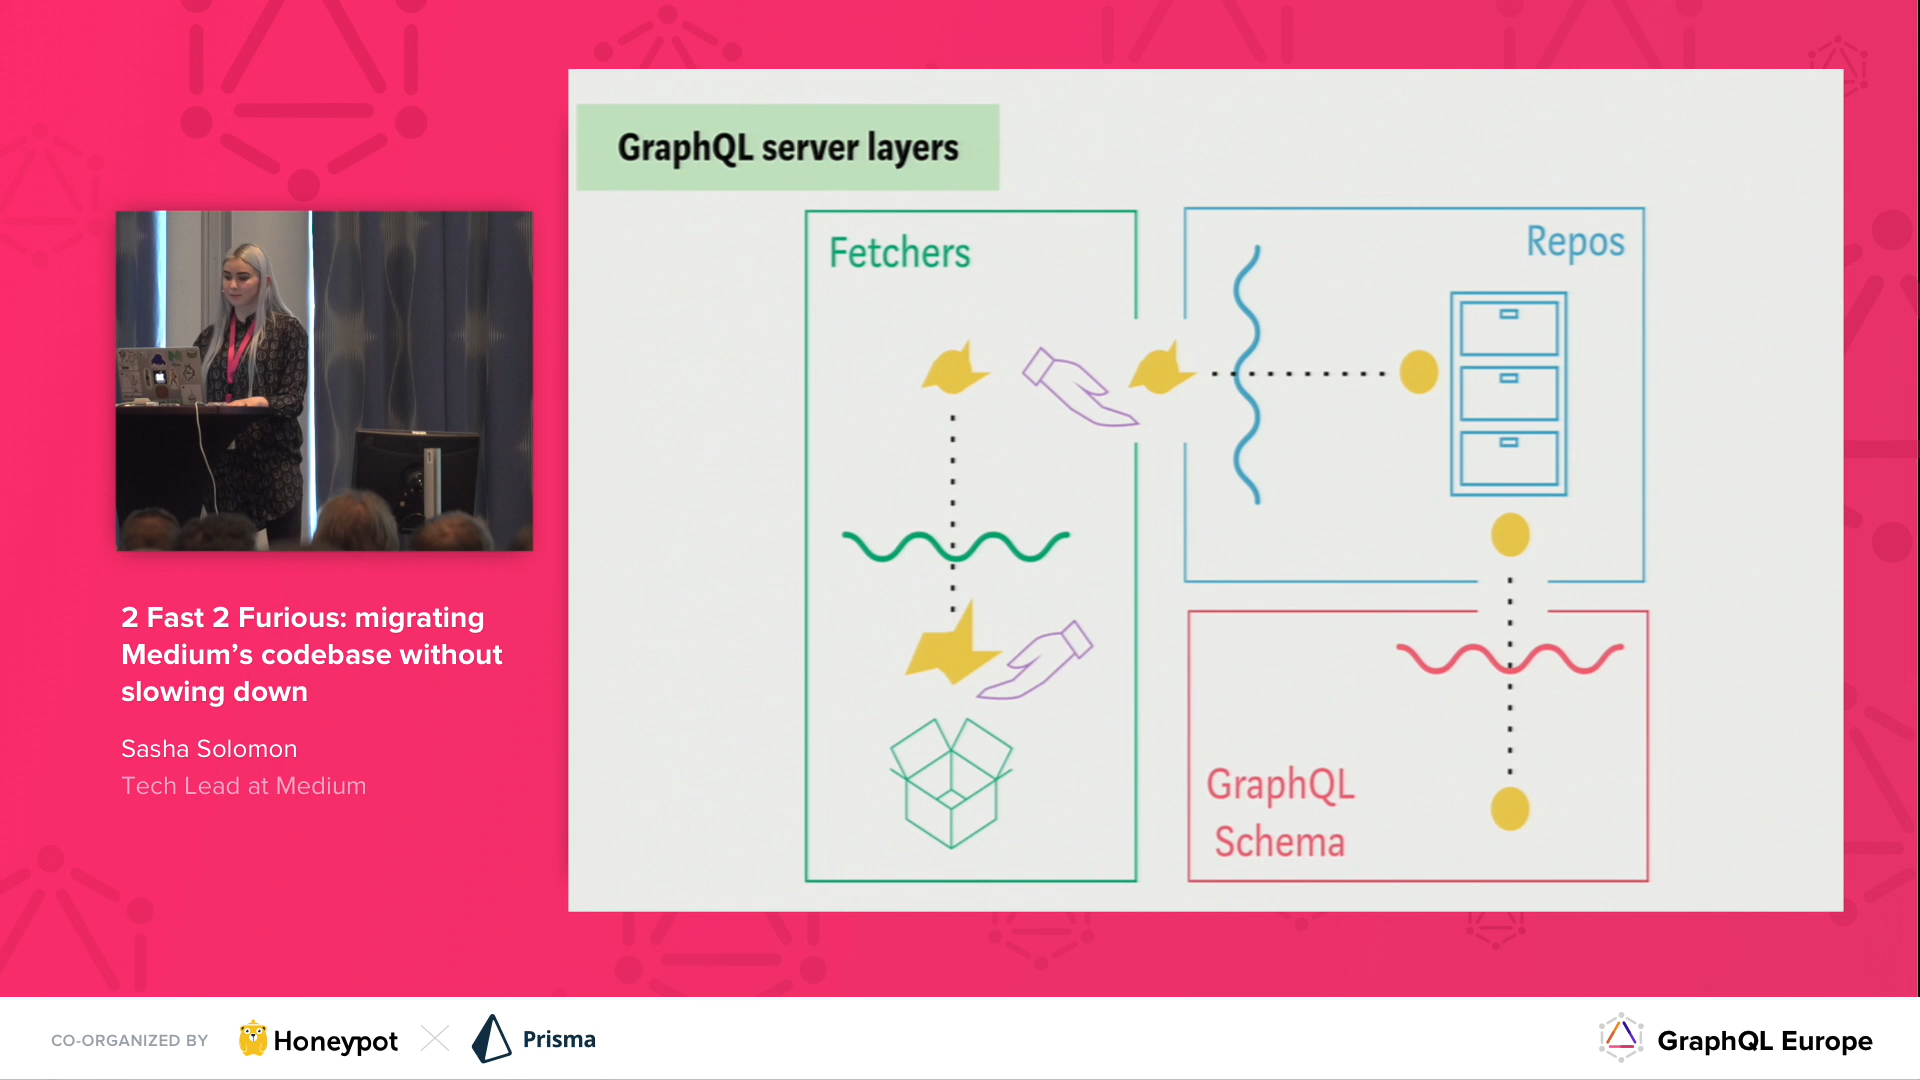 GraphQL server layers
Fetchers
Repos
GraphQL
Schema
2 Fast 2 Furious: migrating
Medium’s codebase without
slowing down
Sasha Solomon
Tech Lead at Medium
CO-ORGANIZED BY
Honeypot
Prisma
GraphQL Europe